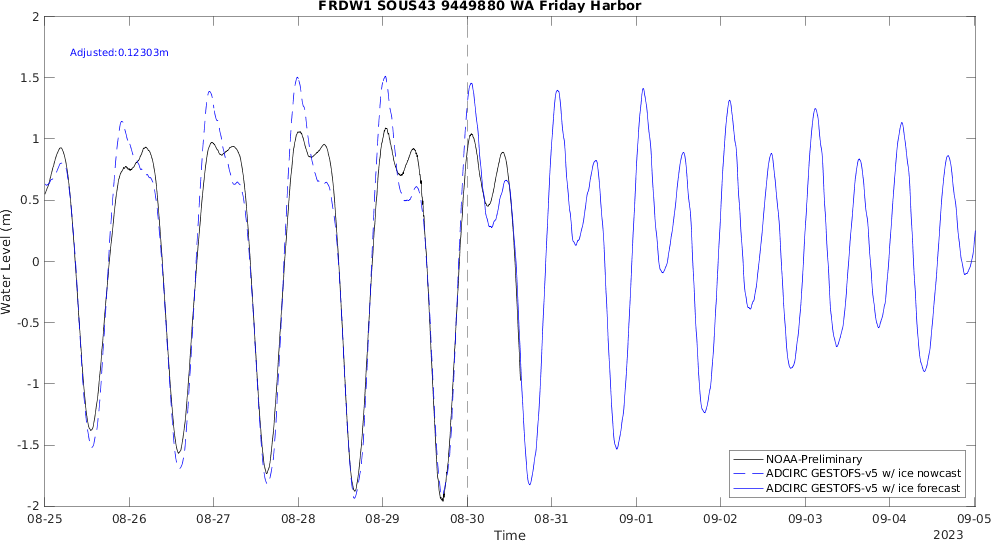 FRDW1 SOUS43 9449880 WA Friday Harbor
Adjusted:0.12303m
Water Level (m)
2
1.5
1
0.5
0
-0.5
-1
-1.5
-2
NOAA-Preliminary
ADCIRC GESTOFS-v5 w/ ice nowcast
ADCIRC GESTOFS-v5 w/ ice forecast
08-25 08-26 08-27 08-28 08-29 08-30 08-31 09-01 09-02 09-03 09-04 09-05
Time
2023